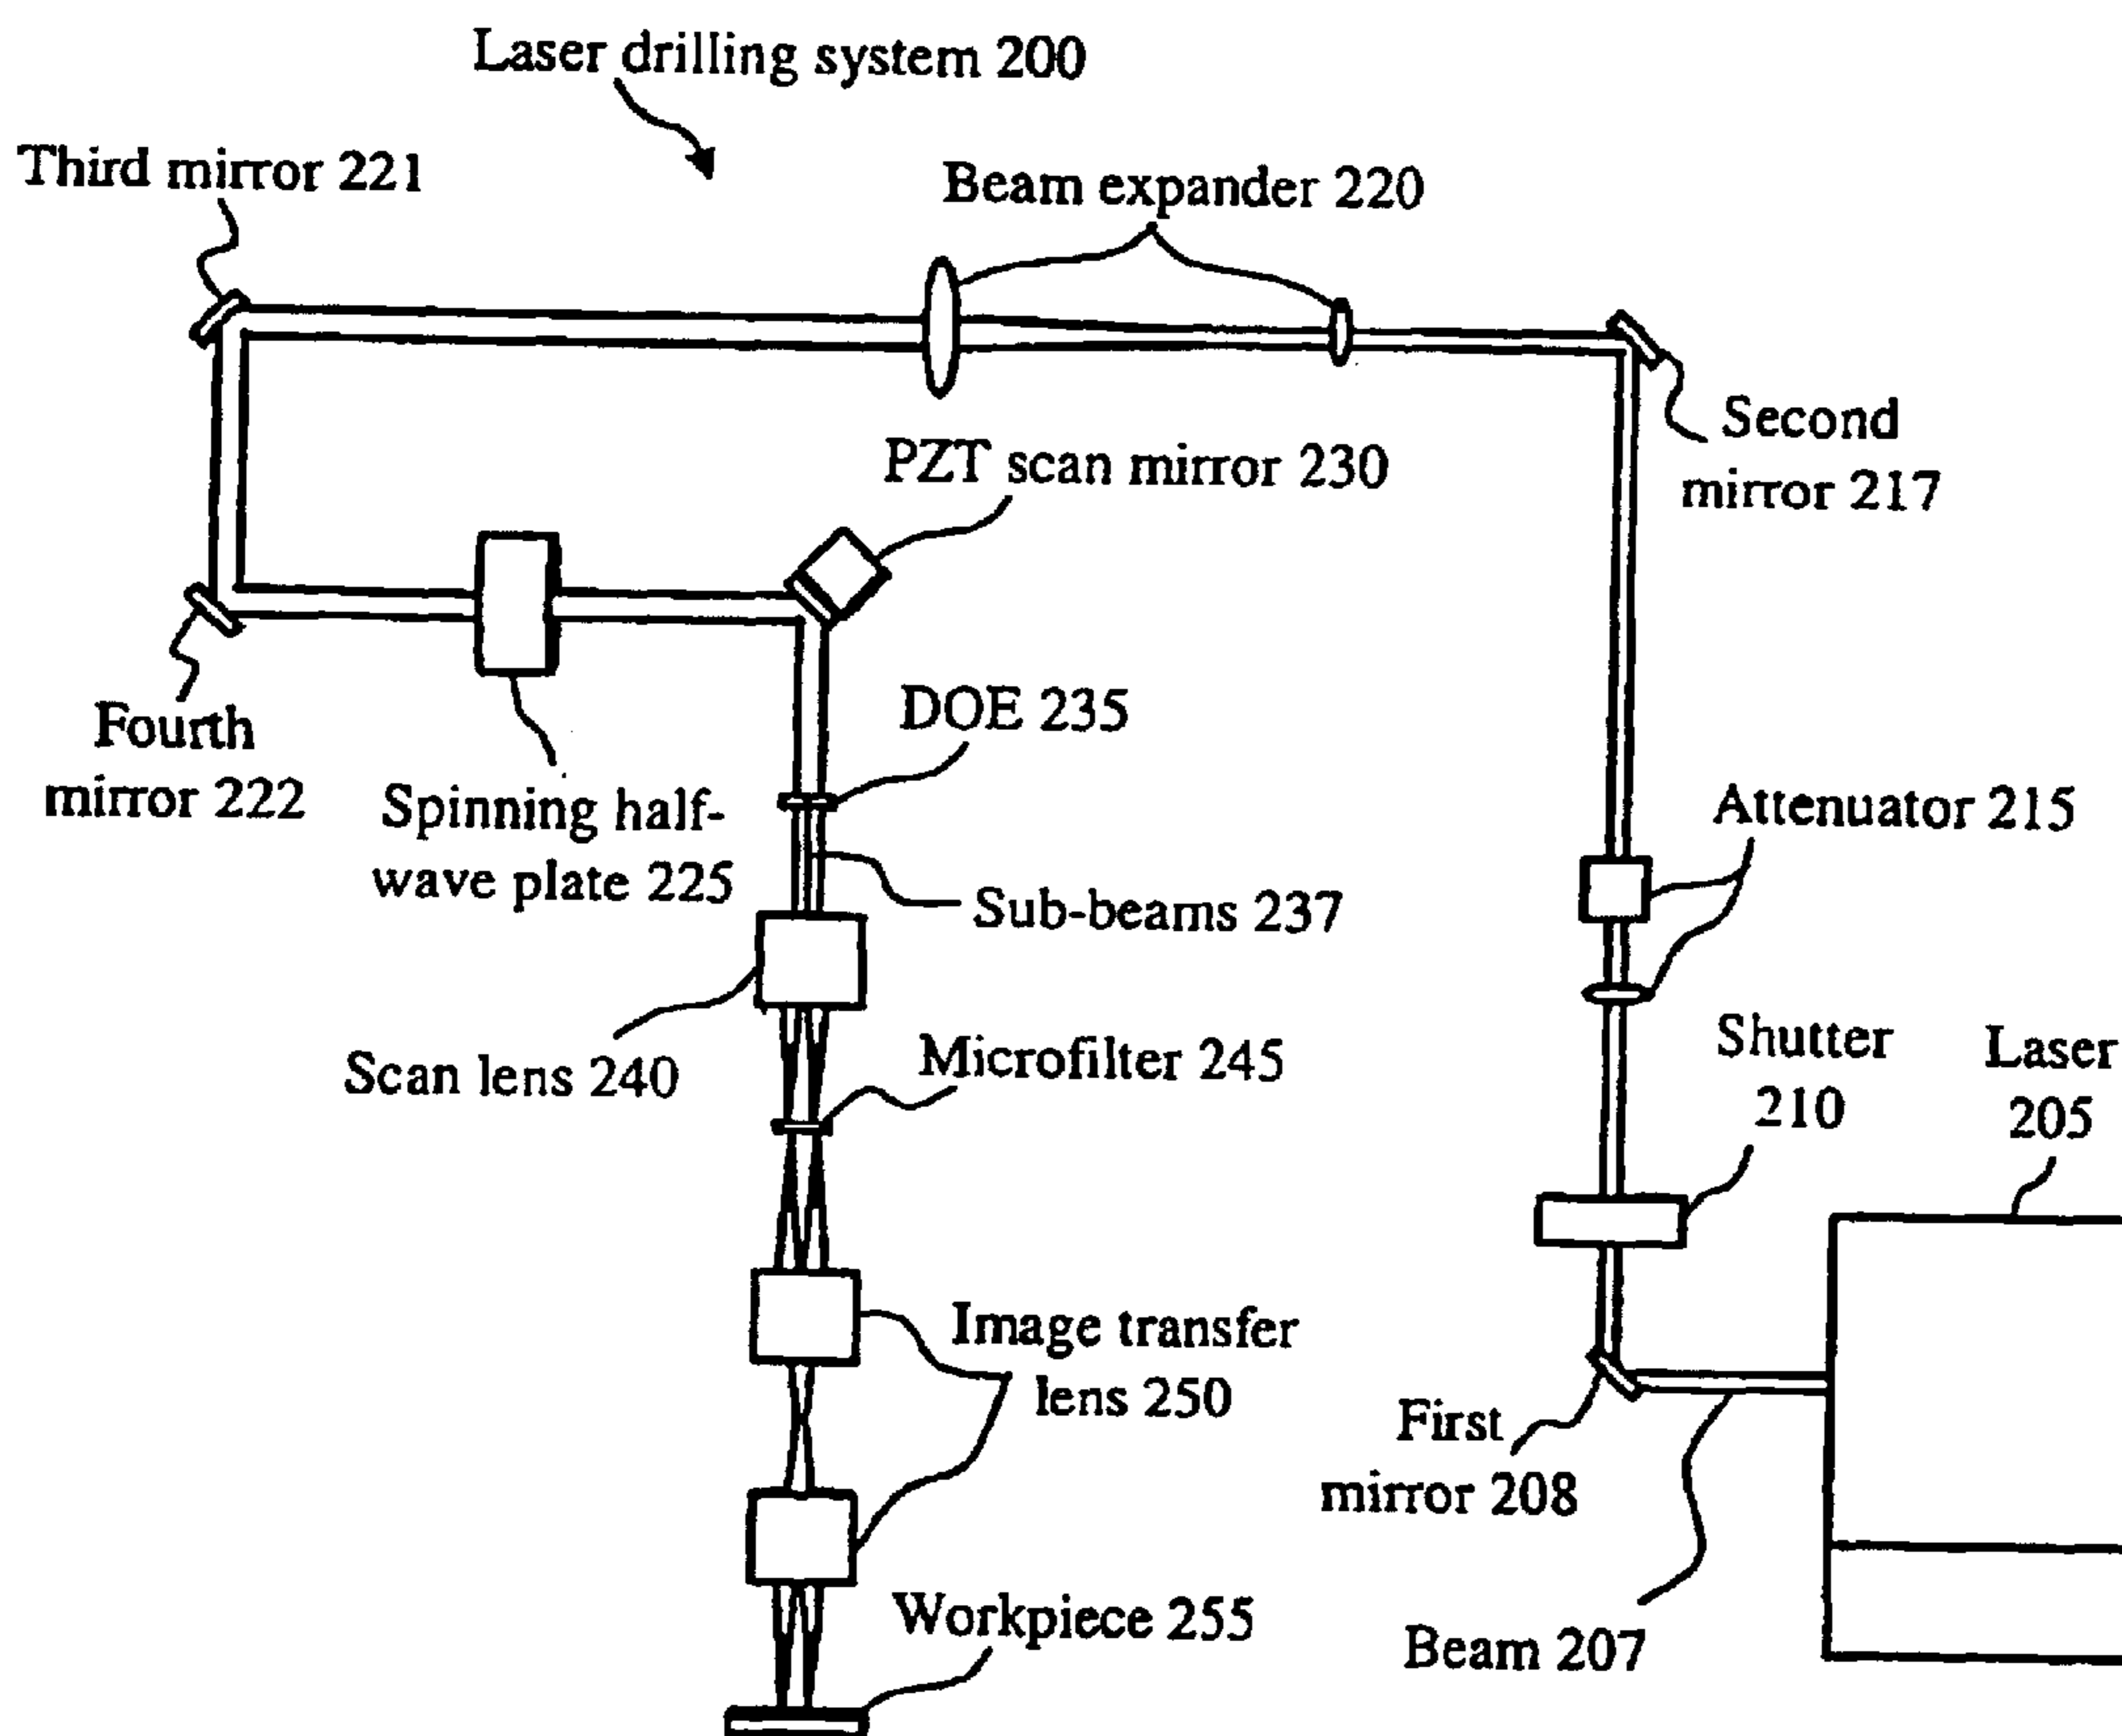 Laser drilling system 200
Third mirror 221
Beam expander 220
Second
mirror 217
PZT scan mirror 230
Fourth
mirror 222
Spinning half-
wave plate 225
DOE 235
Attenuator 215
Sub-beams 237
Scan lens 240
Microfilter 245
Shutter
210
Laser
205
Image transfer
lens 250
First
mirror 208
Workpiece 255
Beam 207